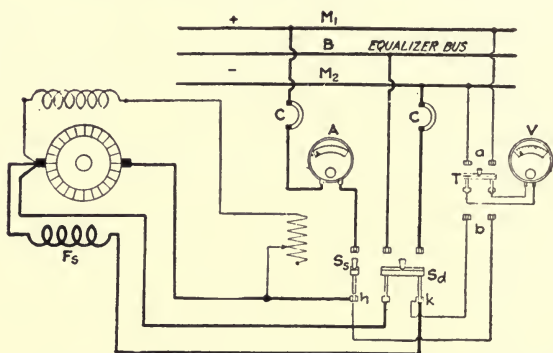 + M₁
B EQUALIZER BUS
− M₂
C A C V
a
T
b
Fs
Ss Sd
h k